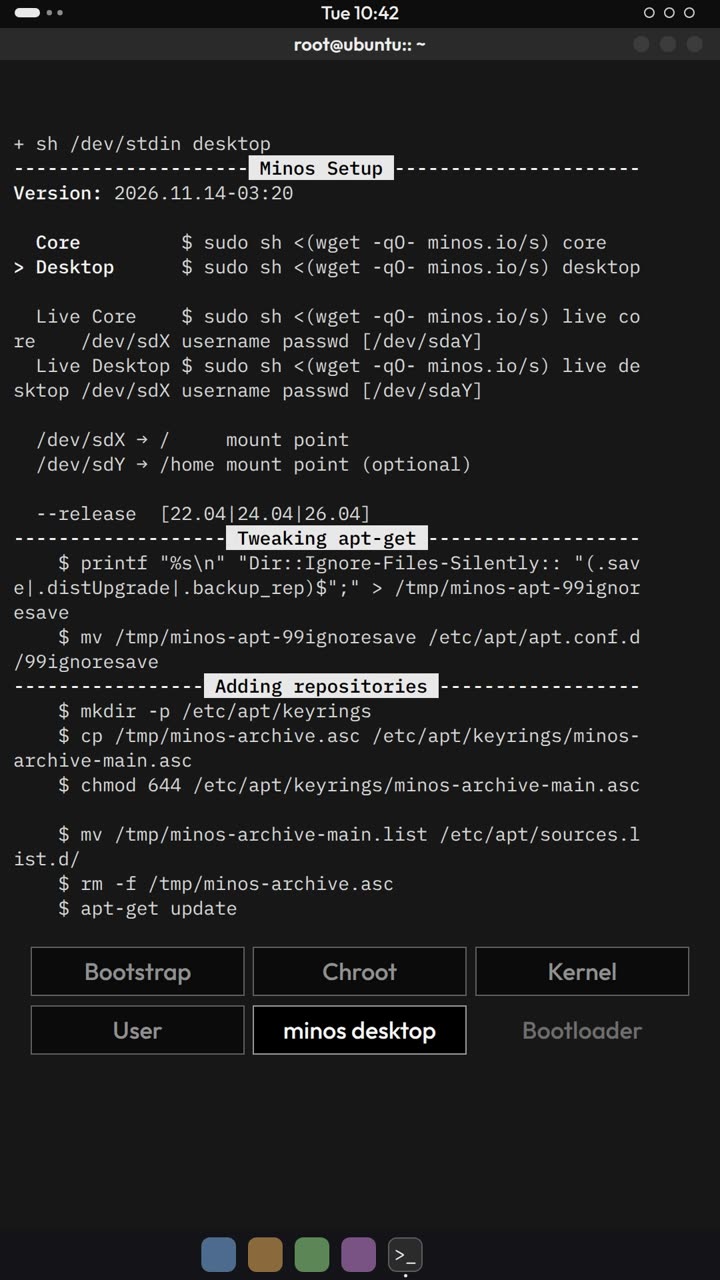 Tue 10:42
root@ubuntu:: ~
+ sh /dev/stdin desktop
--------------------- Minos Setup ----------------------
Version: 2026.11.14-03:20
  Core         $ sudo sh <(wget -qO- minos.io/s) core
> Desktop      $ sudo sh <(wget -qO- minos.io/s) desktop
  Live Core    $ sudo sh <(wget -qO- minos.io/s) live co
re    /dev/sdX username passwd [/dev/sdaY]
  Live Desktop $ sudo sh <(wget -qO- minos.io/s) live de
sktop /dev/sdX username passwd [/dev/sdaY]
  /dev/sdX → /     mount point
  /dev/sdY → /home mount point (optional)
  --release  [22.04|24.04|26.04]
------------------- Tweaking apt-get -------------------
    $ printf "%s\n" "Dir::Ignore-Files-Silently:: "(.sav
e|.distUpgrade|.backup_rep)$";" > /tmp/minos-apt-99ignor
esave
    $ mv /tmp/minos-apt-99ignoresave /etc/apt/apt.conf.d
/99ignoresave
----------------- Adding repositories ------------------
    $ mkdir -p /etc/apt/keyrings
    $ cp /tmp/minos-archive.asc /etc/apt/keyrings/minos-
archive-main.asc
    $ chmod 644 /etc/apt/keyrings/minos-archive-main.asc
    $ mv /tmp/minos-archive-main.list /etc/apt/sources.l
ist.d/
    $ rm -f /tmp/minos-archive.asc
    $ apt-get update
Bootstrap Chroot Kernel
User minos desktop Bootloader
>_